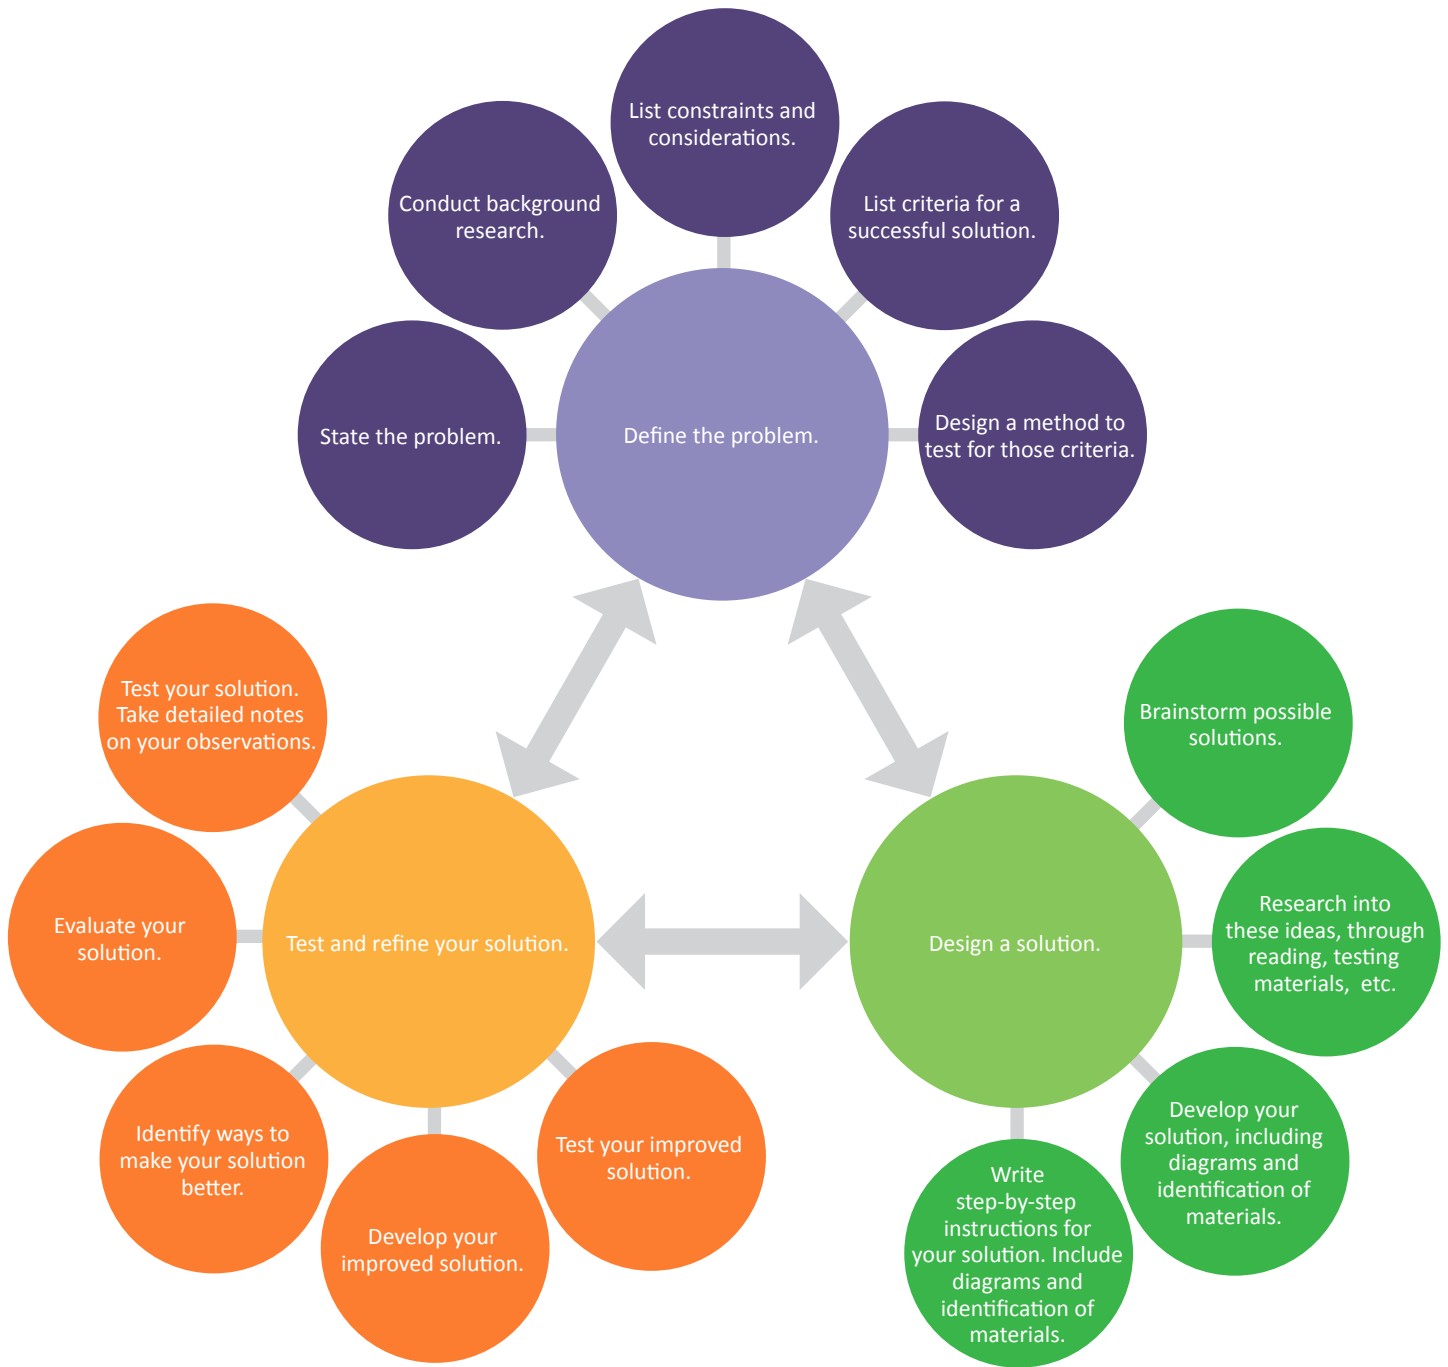 List constraints and
considerations.
Conduct background
research.
List criteria for a
successful solution.
State the problem.
Define the problem.
Design a method to
test for those criteria.
Test your solution.
Take detailed notes
on your observations.
Brainstorm possible
solutions.
Evaluate your
solution.
Test and refine your solution.
Design a solution.
Research into
these ideas, through
reading, testing
materials,  etc.
Identify ways to
make your solution
better.
Test your improved
solution.
Develop your
solution, including
diagrams and
identification of
materials.
Develop your
improved solution.
Write
step-by-step
instructions for
your solution. Include
diagrams and
identification of
materials.